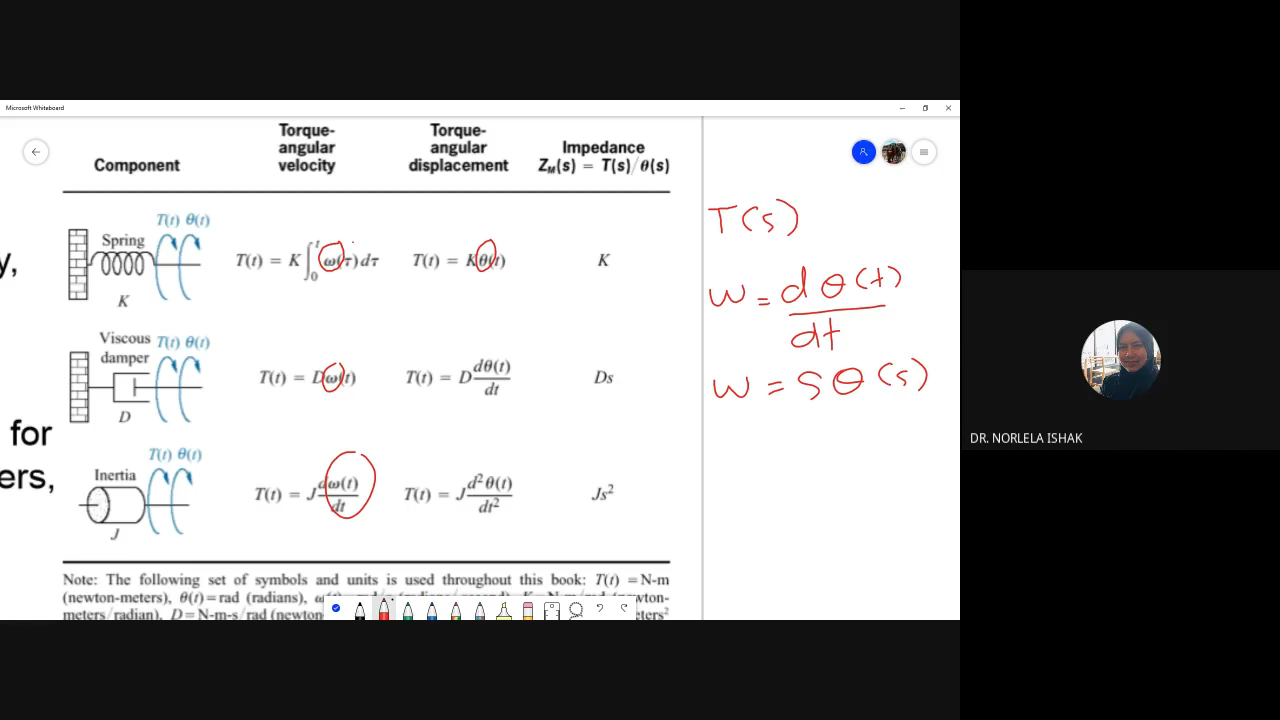 Microsoft Whiteboard
Component
Torque-
angular
velocity
Torque-
angular
displacement
Impedance
Z_M(s) = T(s)/θ(s)
T(t) θ(t)
Spring
K
T(t) = K∫₀ᵗ ω(τ)dτ
T(t) = Kθ(t)
K
Viscous
damper
T(t) θ(t)
D
T(t) = Dω(t)
T(t) = D dθ(t)/dt
Ds
T(t) θ(t)
Inertia
J
T(t) = J dω(t)/dt
T(t) = J d²θ(t)/dt²
Js²
Note: The following set of symbols and units is used throughout this book: T(t) = N-m
(newton-meters), θ(t) = rad (radians),
meters/radian), D = N-m-s/rad (newton
meters²
y,
for
ers,
T(s)
w = dθ(t)/dt
w = sθ(s)
DR. NORLELA ISHAK